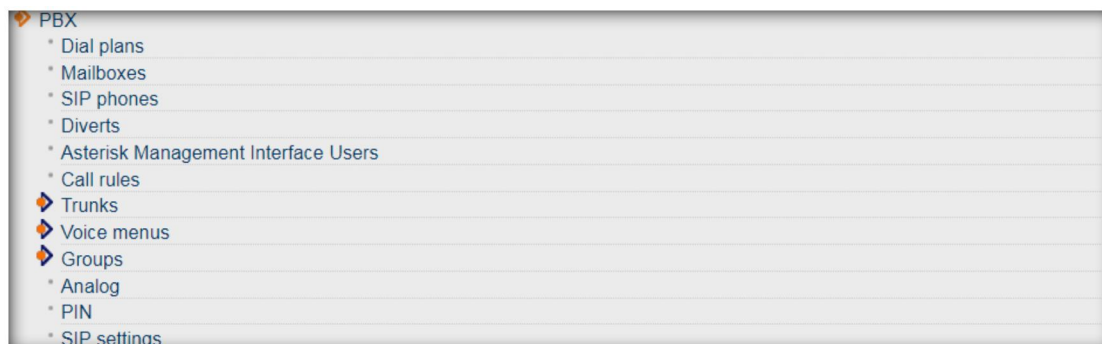 PBX
Dial plans
Mailboxes
SIP phones
Diverts
Asterisk Management Interface Users
Call rules
Trunks
Voice menus
Groups
Analog
PIN
SIP settings